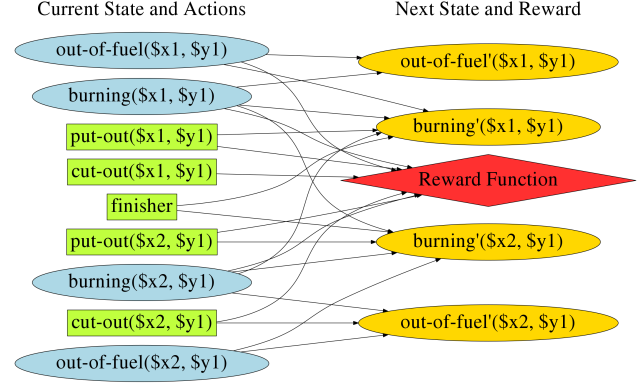 Current State and Actions
Next State and Reward
out-of-fuel($x1, $y1)
out-of-fuel'($x1, $y1)
burning($x1, $y1)
burning'($x1, $y1)
put-out($x1, $y1)
cut-out($x1, $y1)
Reward Function
finisher
put-out($x2, $y1)
burning'($x2, $y1)
burning($x2, $y1)
cut-out($x2, $y1)
out-of-fuel'($x2, $y1)
out-of-fuel($x2, $y1)